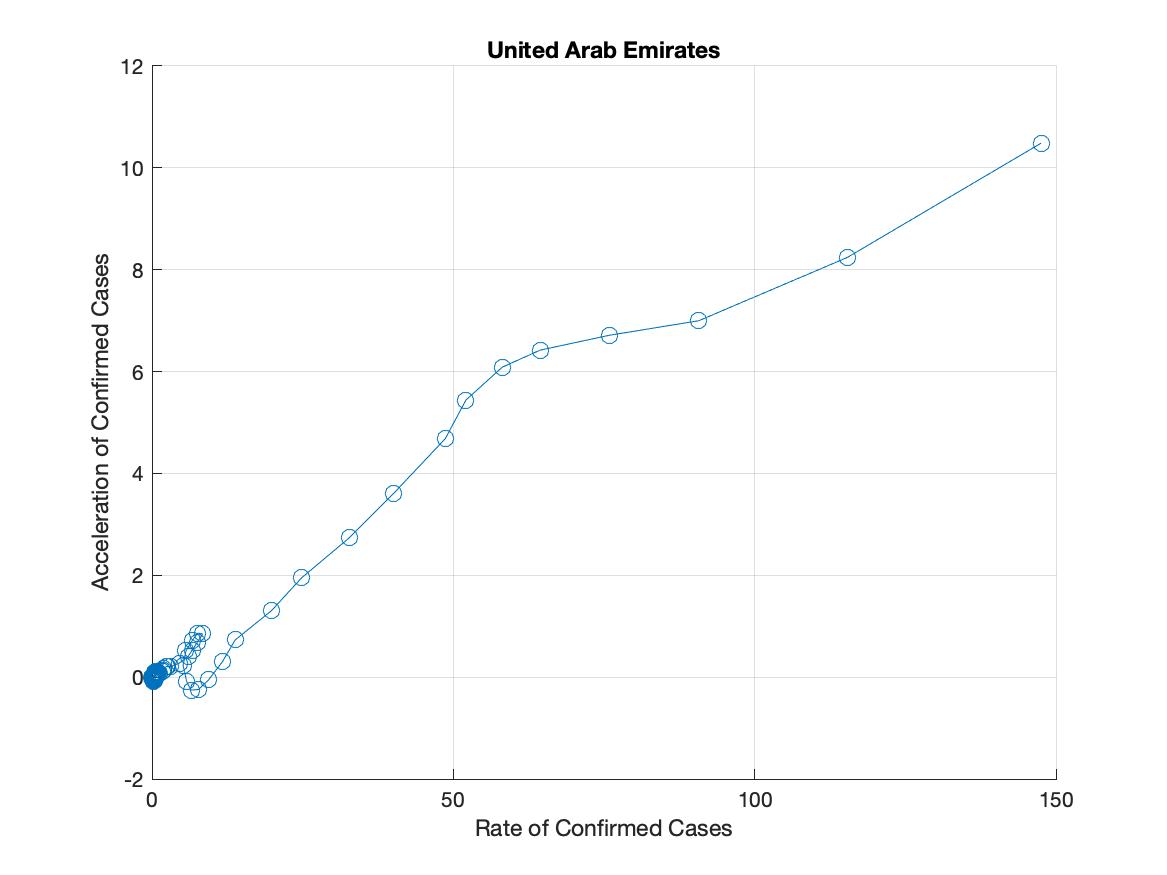 United Arab Emirates
12
10
8
6
4
2
0
-2
0 50 100 150
Rate of Confirmed Cases
Acceleration of Confirmed Cases